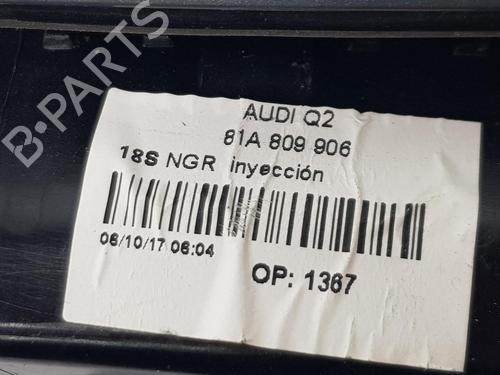 AUDI Q2
81A 809 906
18S NGR inyección
06/10/17 06:04
OP: 1367
B-PARTS